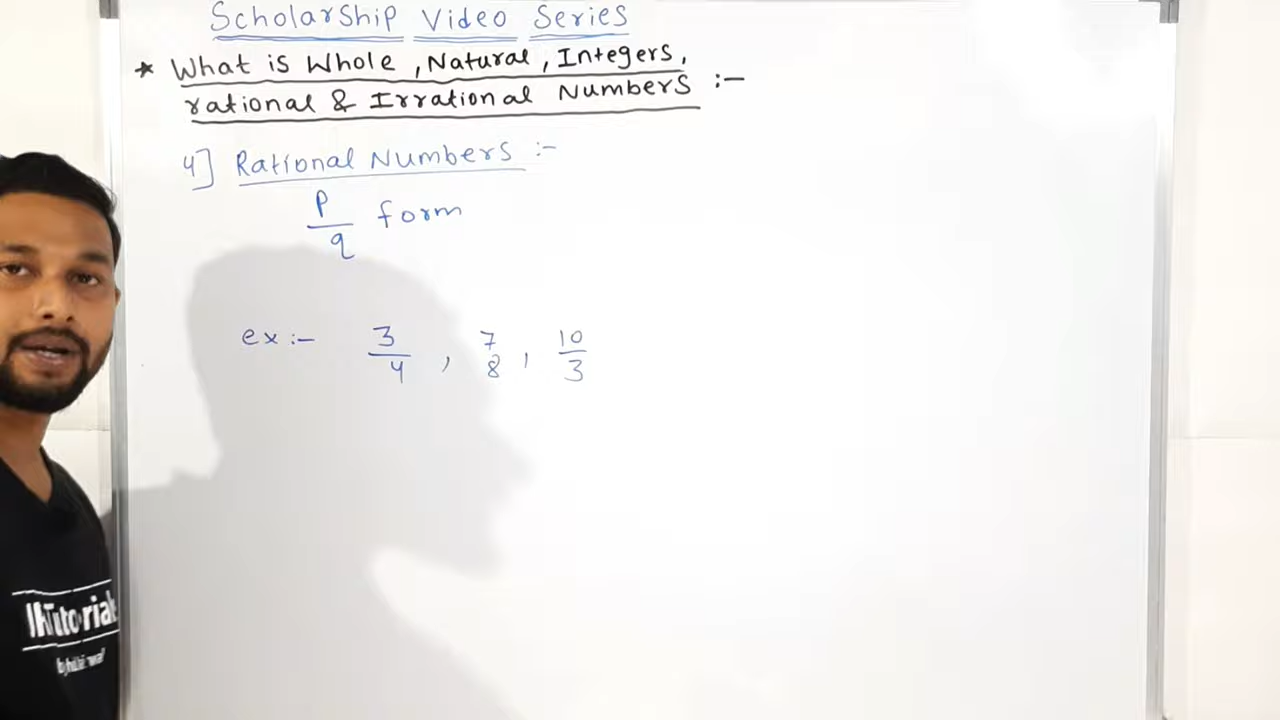 Scholarship Video Series
* What is Whole, Natural, Integers,
rational & Irrational Numbers :-
4] Rational Numbers :-
p/q form
ex:- 3/4, 7/8, 10/3
Tutorials